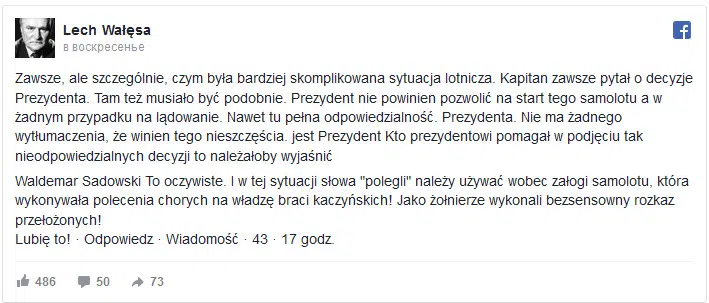 Lech Wałęsa
в воскресенье
Zawsze, ale szczególnie, czym była bardziej skomplikowana sytuacja lotnicza. Kapitan zawsze pytał o decyzje
Prezydenta. Tam też musiało być podobnie. Prezydent nie powinien pozwolić na start tego samolotu a w
żadnym przypadku na lądowanie. Nawet tu pełna odpowiedzialność. Prezydenta. Nie ma żadnego
wytłumaczenia, że winien tego nieszczęścia. jest Prezydent Kto prezydentowi pomagał w podjęciu tak
nieodpowiedzialnych decyzji to należałoby wyjaśnić
Waldemar Sadowski To oczywiste. I w tej sytuacji słowa "polegli" należy używać wobec załogi samolotu, która
wykonywała polecenia chorych na władzę braci kaczyńskich! Jako żołnierze wykonali bezsensowny rozkaz
przełożonych!
Lubię to! · Odpowiedz · Wiadomość · 43 · 17 godz.
486 50 73